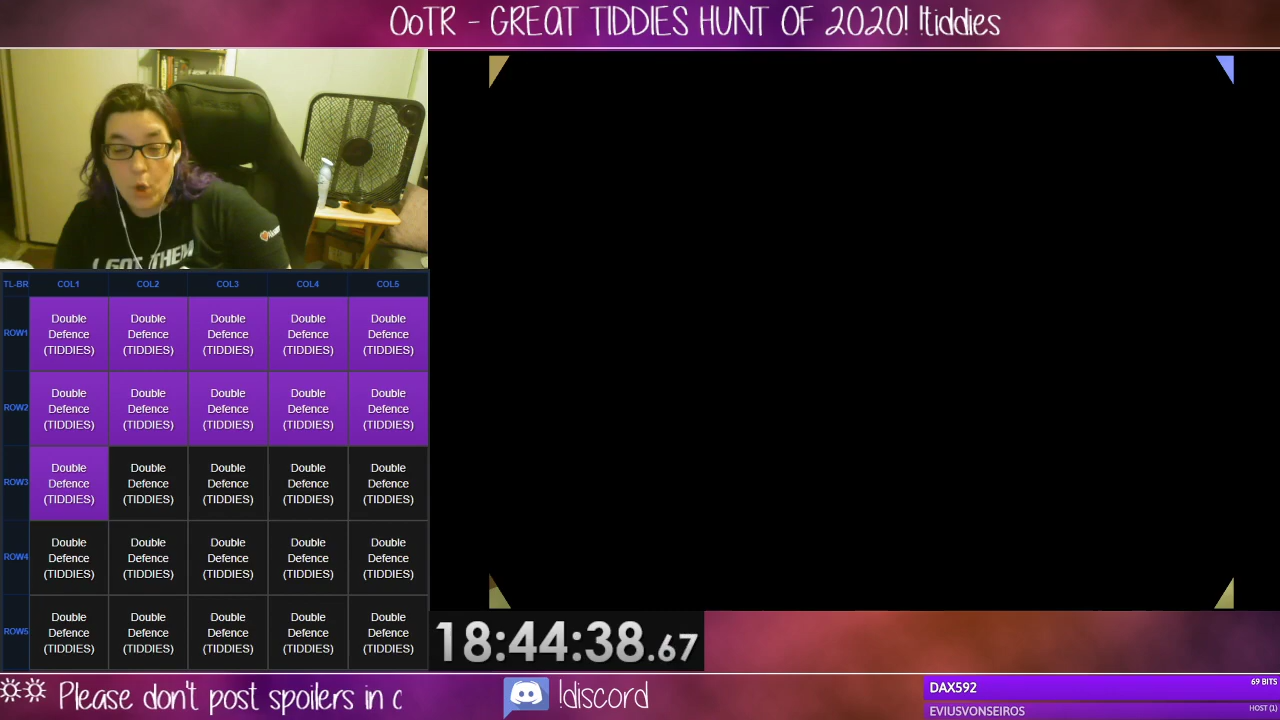 OoTR - GREAT TIDDIES HUNT OF 2020! !tiddies
I GOT THEM
TL-BR COL1 COL2 COL3 COL4 COL5
ROW1
Double Defence (TIDDIES)
Double Defence (TIDDIES)
Double Defence (TIDDIES)
Double Defence (TIDDIES)
Double Defence (TIDDIES)
ROW2
Double Defence (TIDDIES)
Double Defence (TIDDIES)
Double Defence (TIDDIES)
Double Defence (TIDDIES)
Double Defence (TIDDIES)
ROW3
Double Defence (TIDDIES)
Double Defence (TIDDIES)
Double Defence (TIDDIES)
Double Defence (TIDDIES)
Double Defence (TIDDIES)
ROW4
Double Defence (TIDDIES)
Double Defence (TIDDIES)
Double Defence (TIDDIES)
Double Defence (TIDDIES)
Double Defence (TIDDIES)
ROW5
Double Defence (TIDDIES)
Double Defence (TIDDIES)
Double Defence (TIDDIES)
Double Defence (TIDDIES)
Double Defence (TIDDIES)
18:44:38.67
Please don't post spoilers in c
!discord
DAX592 69 BITS
EVIUSVONSEIROS HOST (1)